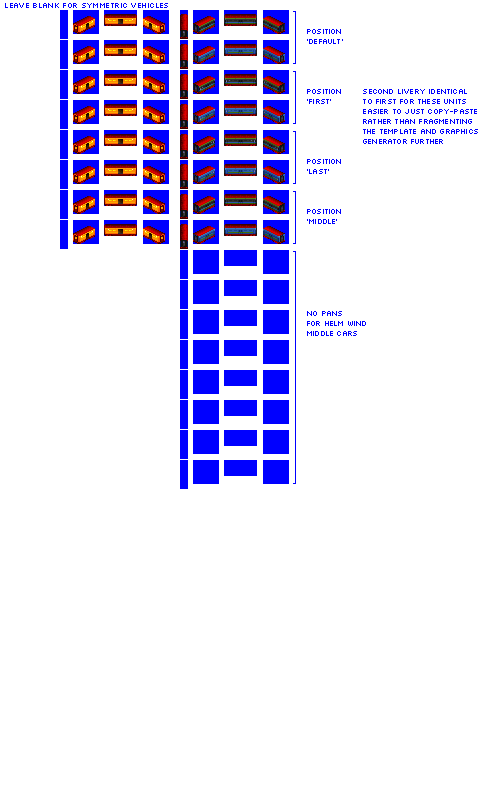 LEAVE BLANK FOR SYMMETRIC VEHICLES
POSITION
'DEFAULT'
POSITION
'FIRST'
SECOND LIVERY IDENTICAL
TO FIRST FOR THESE UNITS
EASIER TO JUST COPY-PASTE
RATHER THAN FRAGMENTING
THE TEMPLATE AND GRAPHICS
GENERATOR FURTHER
POSITION
'LAST'
POSITION
'MIDDLE'
NO PANS
FOR HELM WIND
MIDDLE CARS